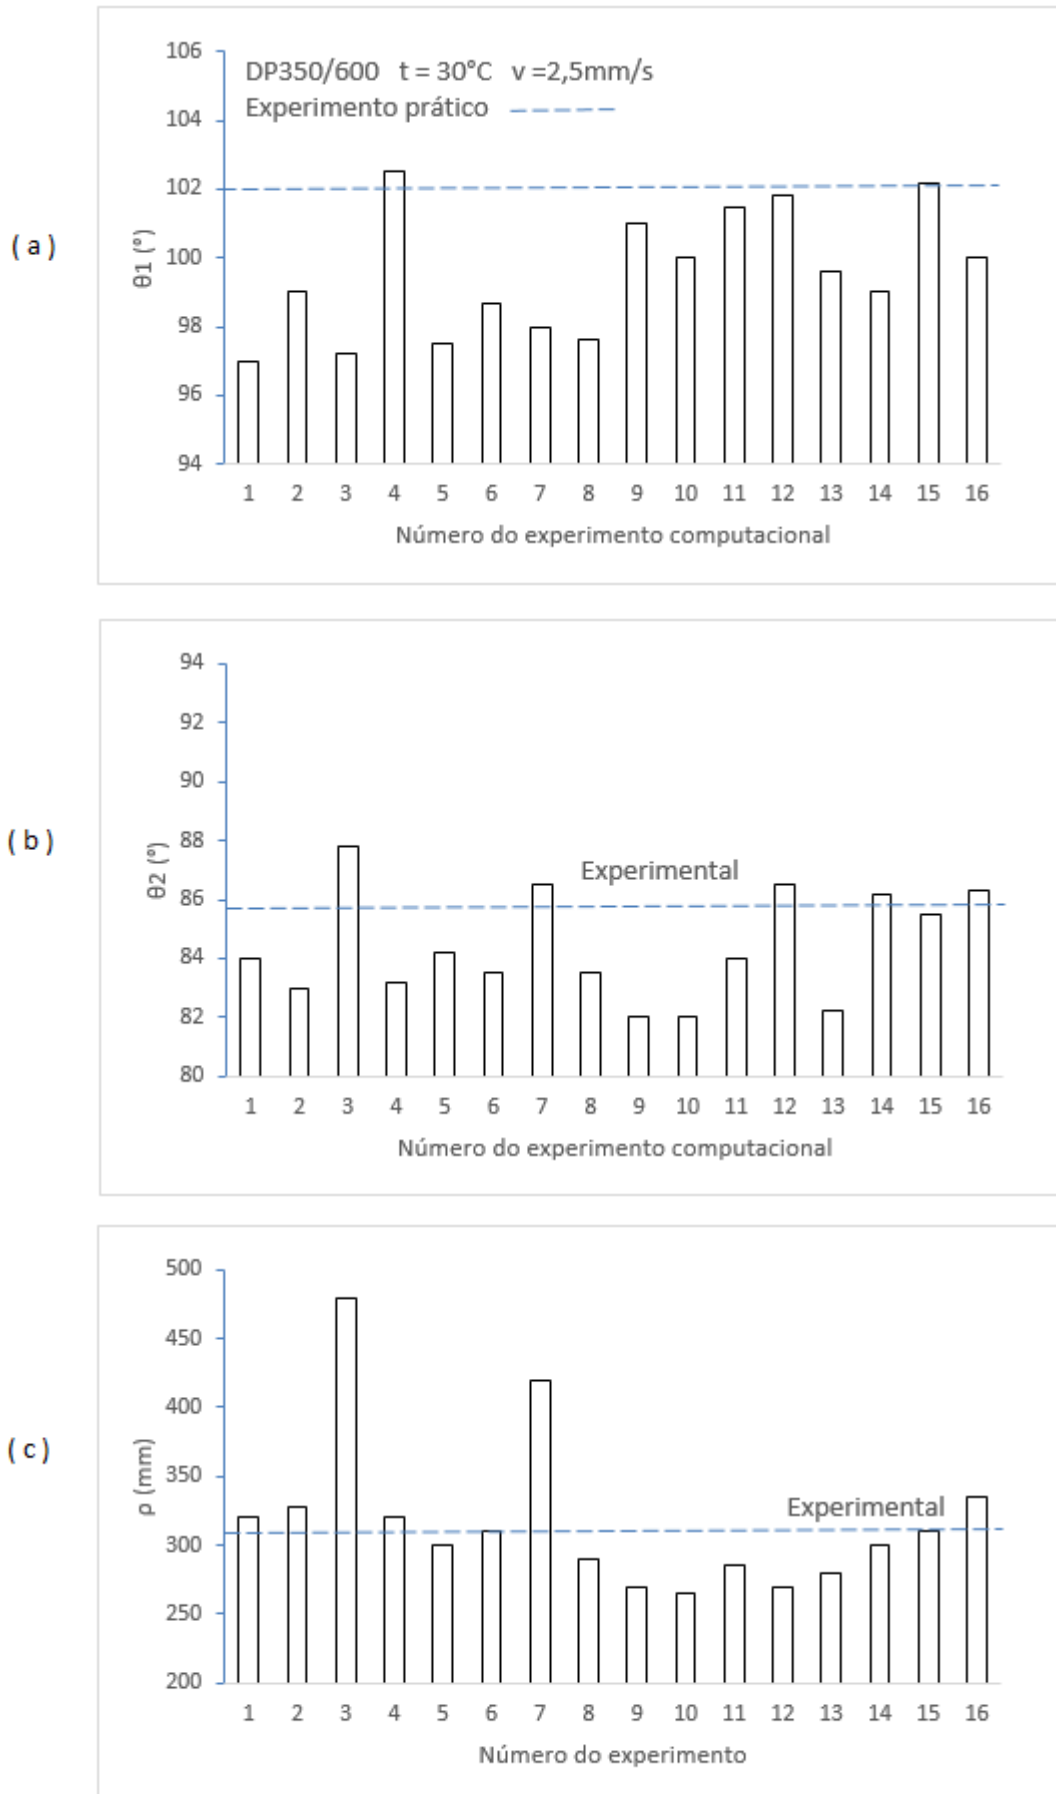 ( a )
106
104
102
100
98
96
94
θ1 (°)
DP350/600 t = 30°C v =2,5mm/s
Experimento prático
1 2 3 4 5 6 7 8 9 10 11 12 13 14 15 16
Número do experimento computacional
( b )
94
92
90
88
86
84
82
80
θ2 (°)
Experimental
1 2 3 4 5 6 7 8 9 10 11 12 13 14 15 16
Número do experimento computacional
( c )
500
450
400
350
300
250
200
ρ (mm)
Experimental
1 2 3 4 5 6 7 8 9 10 11 12 13 14 15 16
Número do experimento